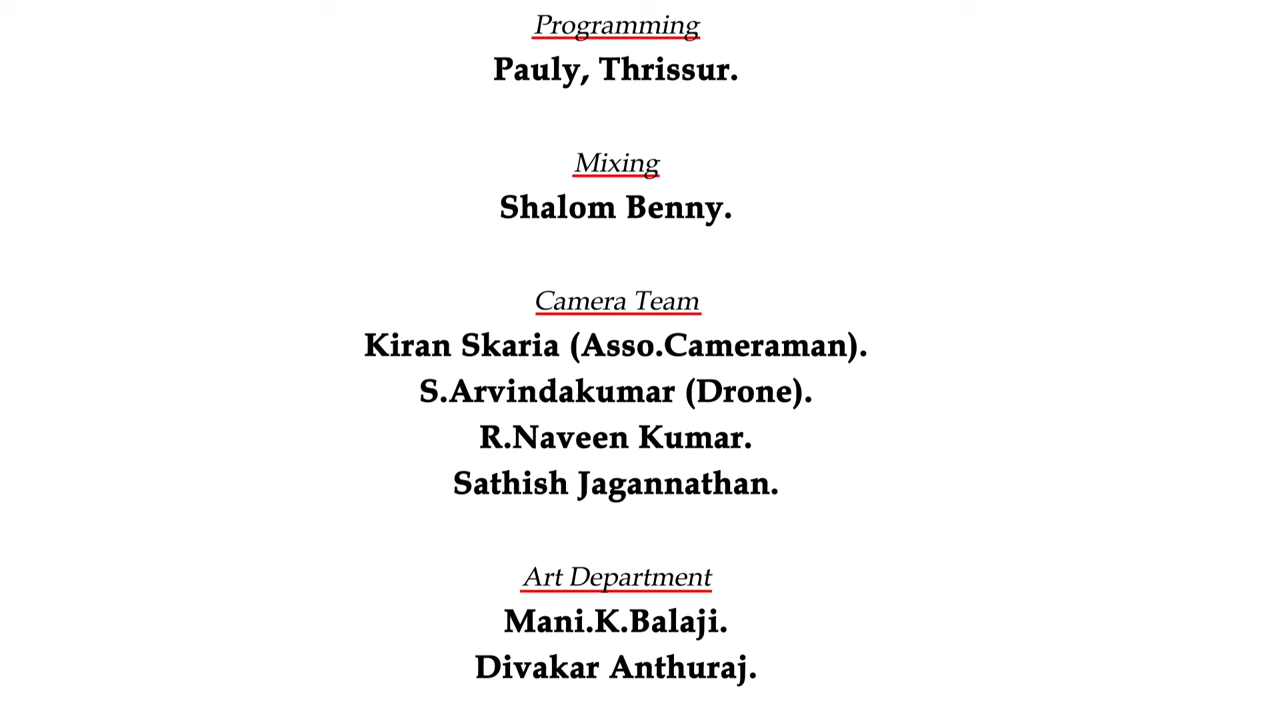 Programming
Pauly, Thrissur.
Mixing
Shalom Benny.
Camera Team
Kiran Skaria (Asso.Cameraman).
S.Arvindakumar (Drone).
R.Naveen Kumar.
Sathish Jagannathan.
Art Department
Mani.K.Balaji.
Divakar Anthuraj.